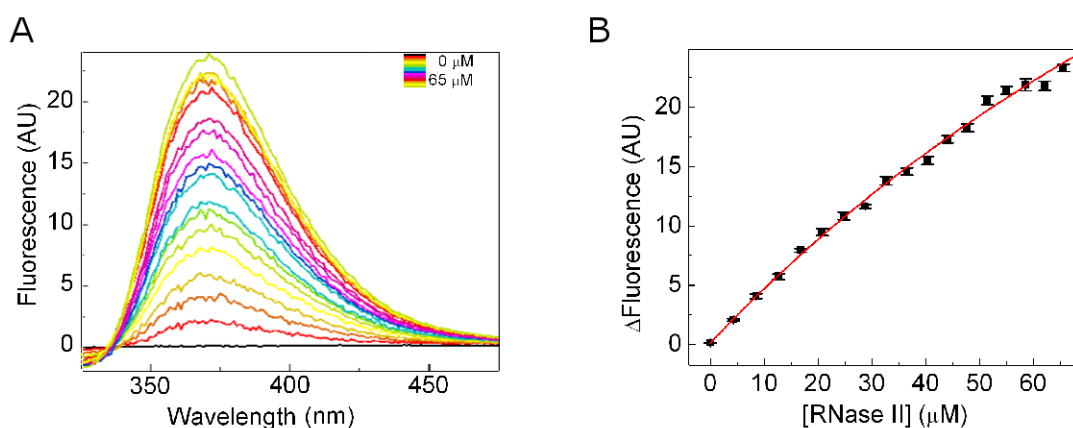 A
0 μM
65 μM
20
15
10
5
0
350
400
450
Fluorescence (AU)
Wavelength (nm)
B
20
15
10
5
0
0
10
20
30
40
50
60
ΔFluorescence (AU)
[RNase II] (μM)